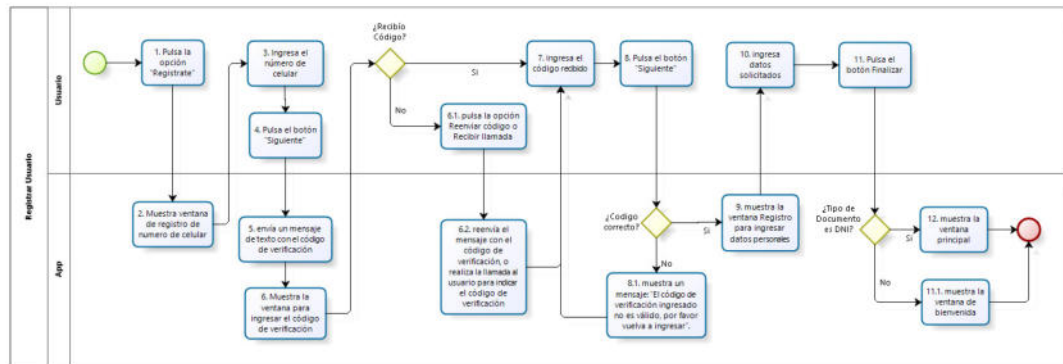 Registrar Usuario
Usuario
App
1. Pulsa la
opción
"Regístrate"
2. Muestra ventana
de registro de
numero de celular
3. Ingresa el
número de
celular
4. Pulsa el botón
"Siguiente"
5. envía un mensaje
de texto con el código
de verificación
6. Muestra la
ventana para
ingresar el código
de verificación
¿Recibío
Código?
Si
No
6.1. pulsa la opción
Reenviar código o
Recibir llamada
6.2. reenvía el
mensaje con el
código de
verificación, o
realiza la llamada al
usuario para indicar
el código de
verificación
7. Ingresa el
código recibido
8. Pulsa el botón
"Siguiente"
¿Codigo
correcto?
Si
No
8.1. muestra un
mensaje: "El código de
verificación ingresado
no es válido, por favor
vuelva a ingresar".
9. muestra la
ventana Registro
para ingresar
datos personales
10. ingresa
datos
solicitados
11. Pulsa el
botón Finalizar
¿Tipo de
Documento
es DNI?
Si
No
12. muestra la
ventana
principal
11.1. muestra la
ventana de
bienvenida